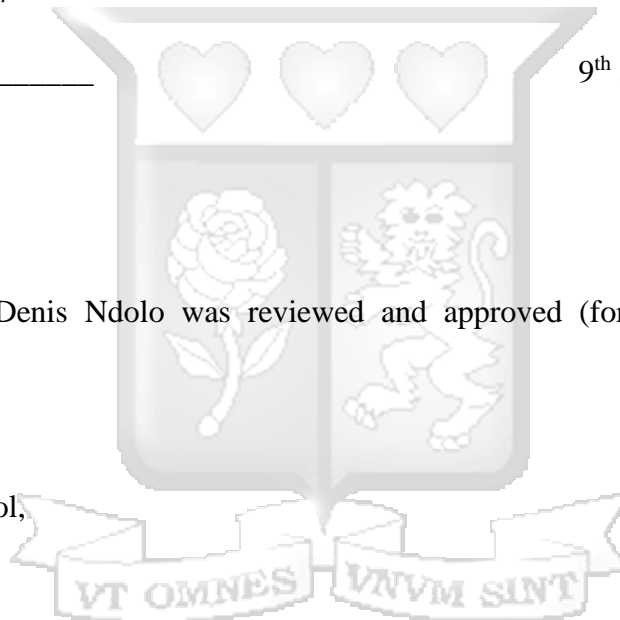 9th
Denis Ndolo was reviewed and approved (for
ol,
VT OMNES VNVM SINT